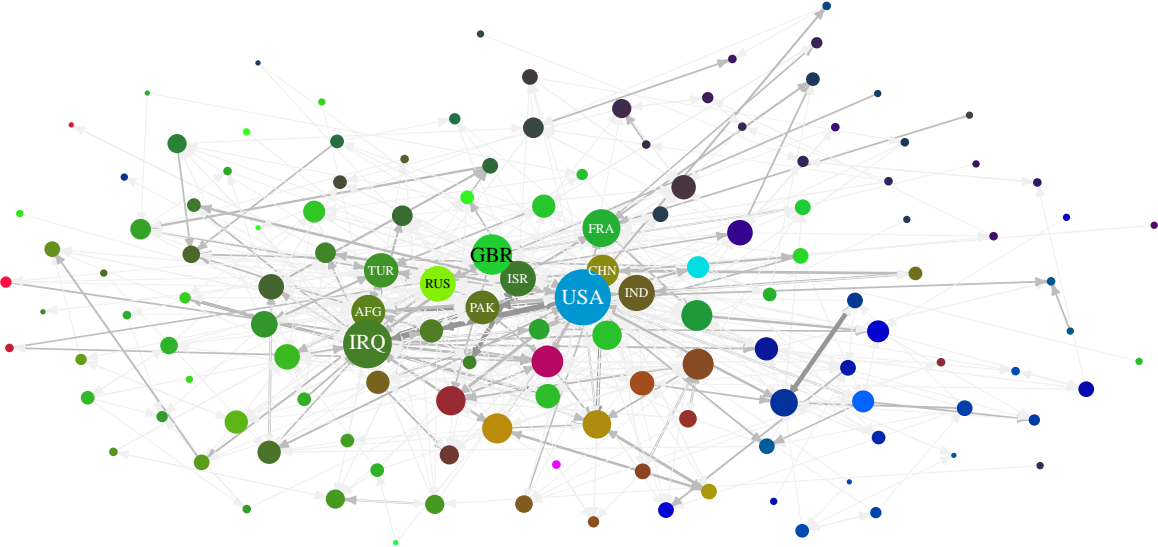 FRA
GBR
TUR
CHN
ISR
RUS
IND
USA
PAK
AFG
IRQ